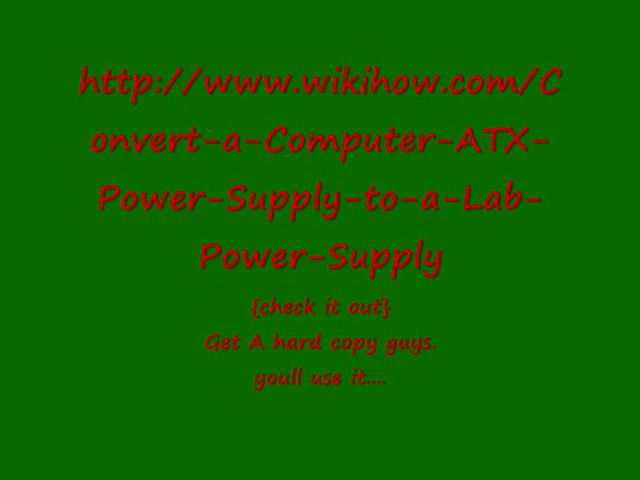 http://www.wikihow.com/C
onvert-a-Computer-ATX-
Power-Supply-to-a-Lab-
Power-Supply
{check it out}
Get A hard copy guys.
youll use it....